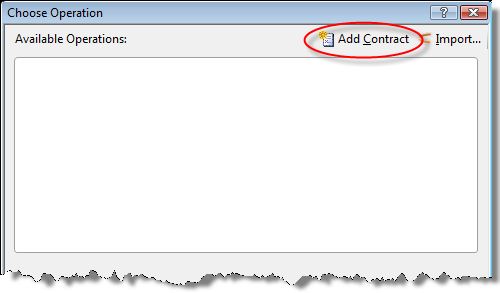 Choose Operation
Available Operations: Add Contract Import...